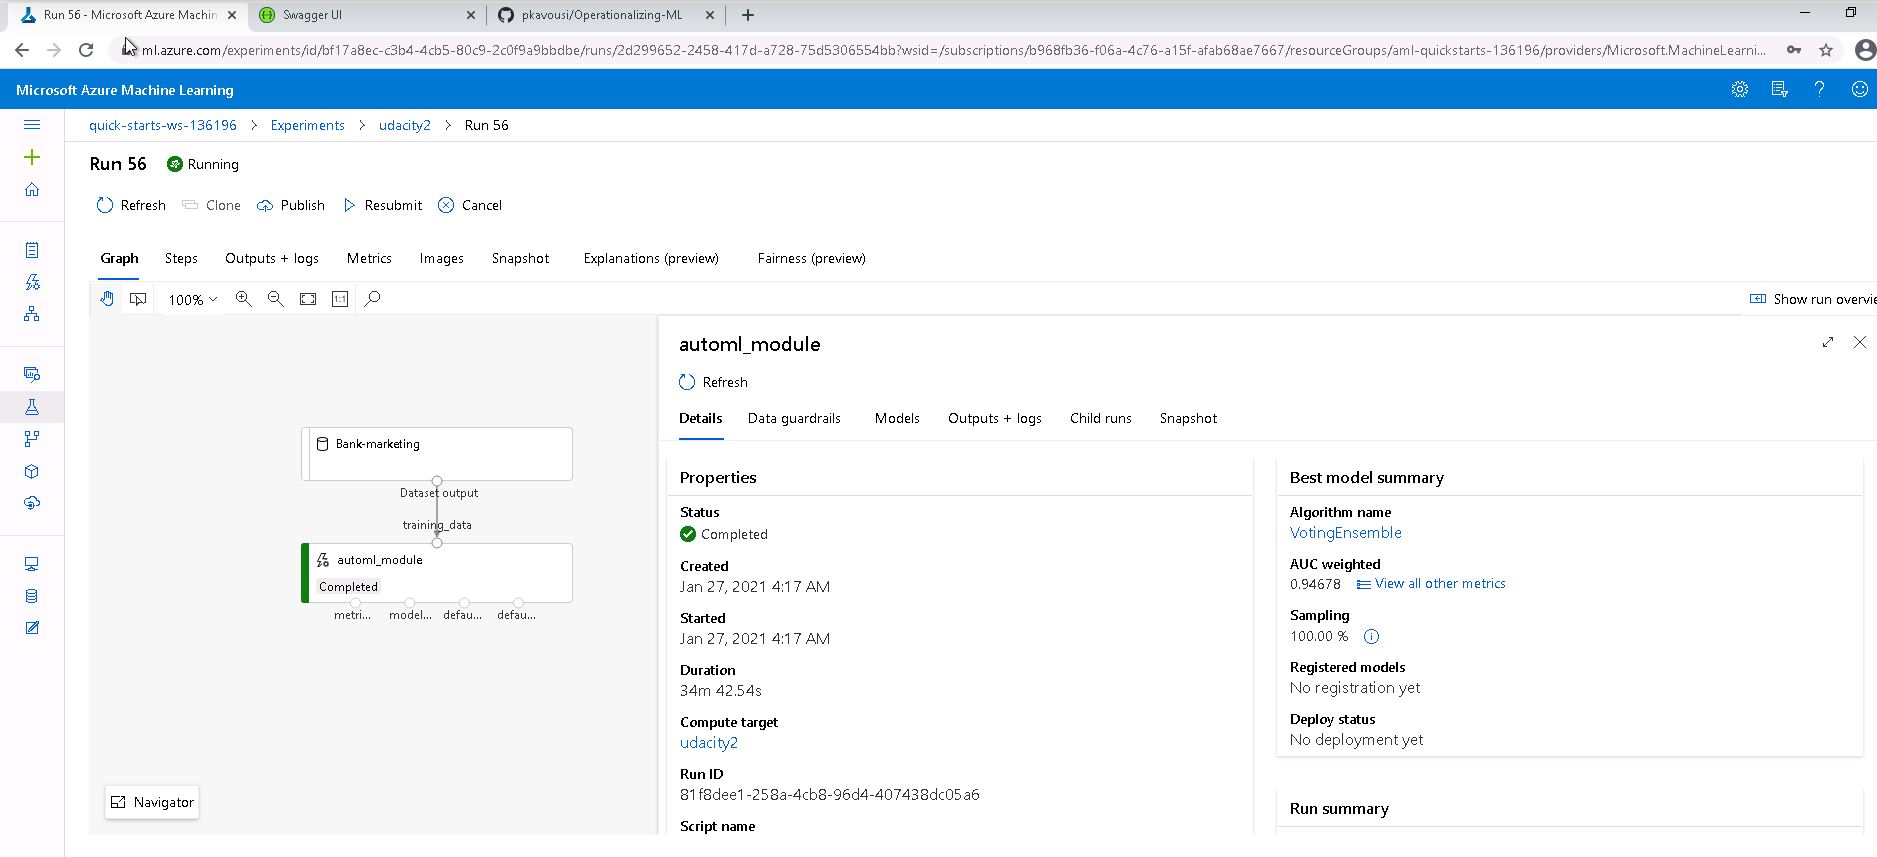 Run 56 - Microsoft Azure Machin
Swagger UI
pkavousi/Operationalizing-ML
ml.azure.com/experiments/id/bf17a8ec-c3b4-4cb5-80c9-2c0f9a9bbdbe/runs/2d299652-2458-417d-a728-75d5306554bb?wsid=/subscriptions/b968fb36-f06a-4c76-a15f-afab68ae7667/resourceGroups/aml-quickstarts-136196/providers/Microsoft.MachineLearni...
Microsoft Azure Machine Learning
quick-starts-ws-136196 > Experiments > udacity2 > Run 56
Run 56 Running
Refresh Clone Publish Resubmit Cancel
Graph Steps Outputs + logs Metrics Images Snapshot Explanations (preview) Fairness (preview)
100% 1:1 Show run overvie
Bank-marketing
Dataset output
training_data
automl_module
Completed
metri... model... defau... defau...
Navigator
automl_module
Refresh
Details Data guardrails Models Outputs + logs Child runs Snapshot
Properties
Status
Completed
Created
Jan 27, 2021 4:17 AM
Started
Jan 27, 2021 4:17 AM
Duration
34m 42.54s
Compute target
udacity2
Run ID
81f8dee1-258a-4cb8-96d4-407438dc05a6
Script name
Best model summary
Algorithm name
VotingEnsemble
AUC weighted
0.94678 View all other metrics
Sampling
100.00 %
Registered models
No registration yet
Deploy status
No deployment yet
Run summary